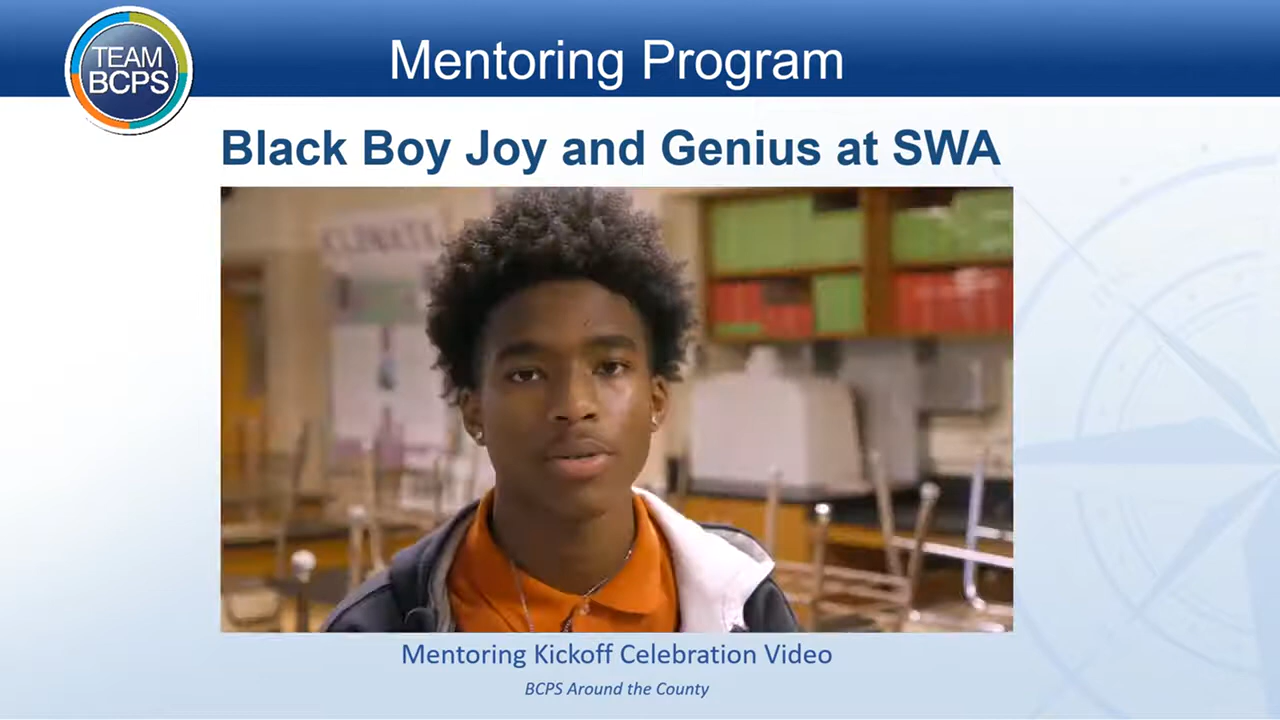 TEAM
BCPS
Mentoring Program
Black Boy Joy and Genius at SWA
CLIMATE
Mentoring Kickoff Celebration Video
BCPS Around the County